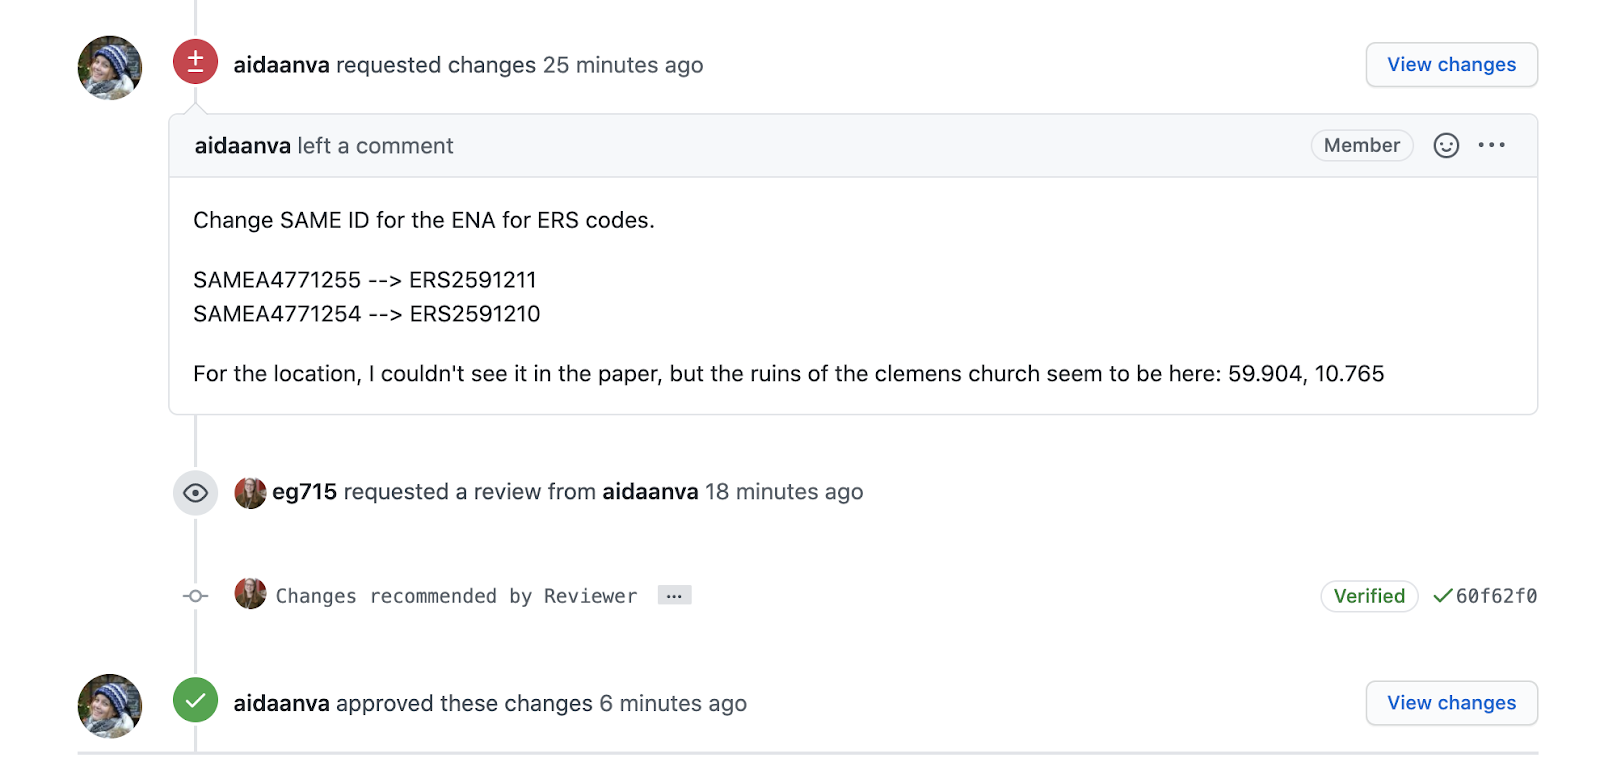 aidaanva requested changes 25 minutes ago
View changes
aidaanva left a comment
Member
Change SAME ID for the ENA for ERS codes.
SAMEA4771255 --> ERS2591211
SAMEA4771254 --> ERS2591210
For the location, I couldn't see it in the paper, but the ruins of the clemens church seem to be here: 59.904, 10.765
eg715 requested a review from aidaanva 18 minutes ago
Changes recommended by Reviewer ...
Verified 60f62f0
aidaanva approved these changes 6 minutes ago
View changes